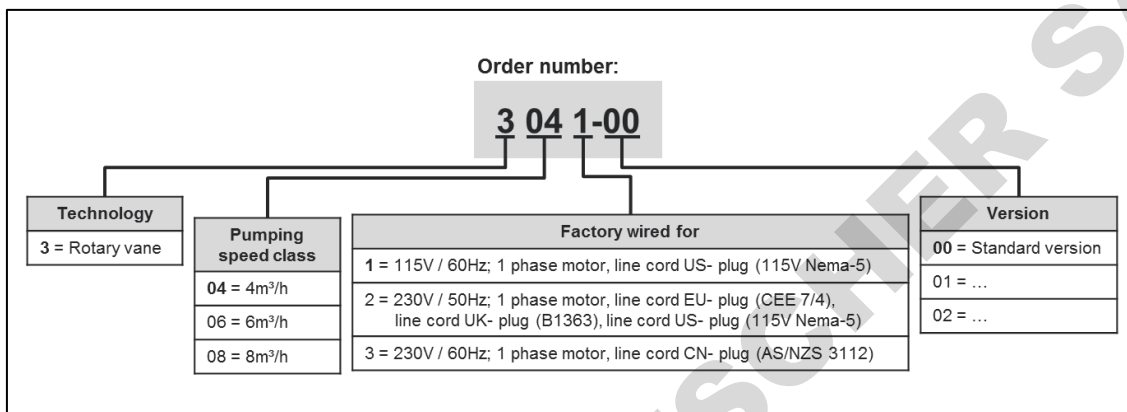 Order number:
3 04 1-00
Technology
3 = Rotary vane
Pumping
speed class
04 = 4m³/h
06 = 6m³/h
08 = 8m³/h
Factory wired for
1 = 115V / 60Hz; 1 phase motor, line cord US- plug (115V Nema-5)
2 = 230V / 50Hz; 1 phase motor, line cord EU- plug (CEE 7/4),
line cord UK- plug (B1363), line cord US- plug (115V Nema-5)
3 = 230V / 60Hz; 1 phase motor, line cord CN- plug (AS/NZS 3112)
Version
00 = Standard version
01 = ...
02 = ...